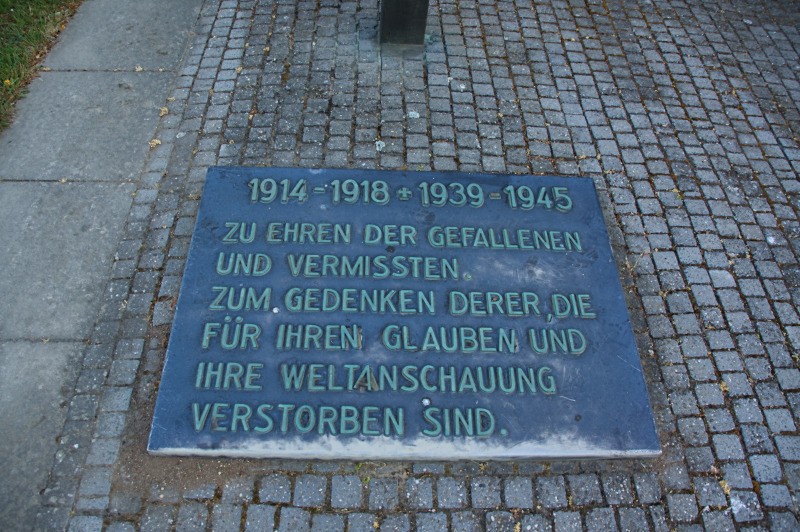 1914-1918 ± 1939-1945
ZU EHREN DER GEFALLENEN
UND VERMISSTEN.
ZUM GEDENKEN DERER, DIE
FÜR IHREN GLAUBEN UND
IHRE WELTANSCHAUUNG
VERSTORBEN SIND.